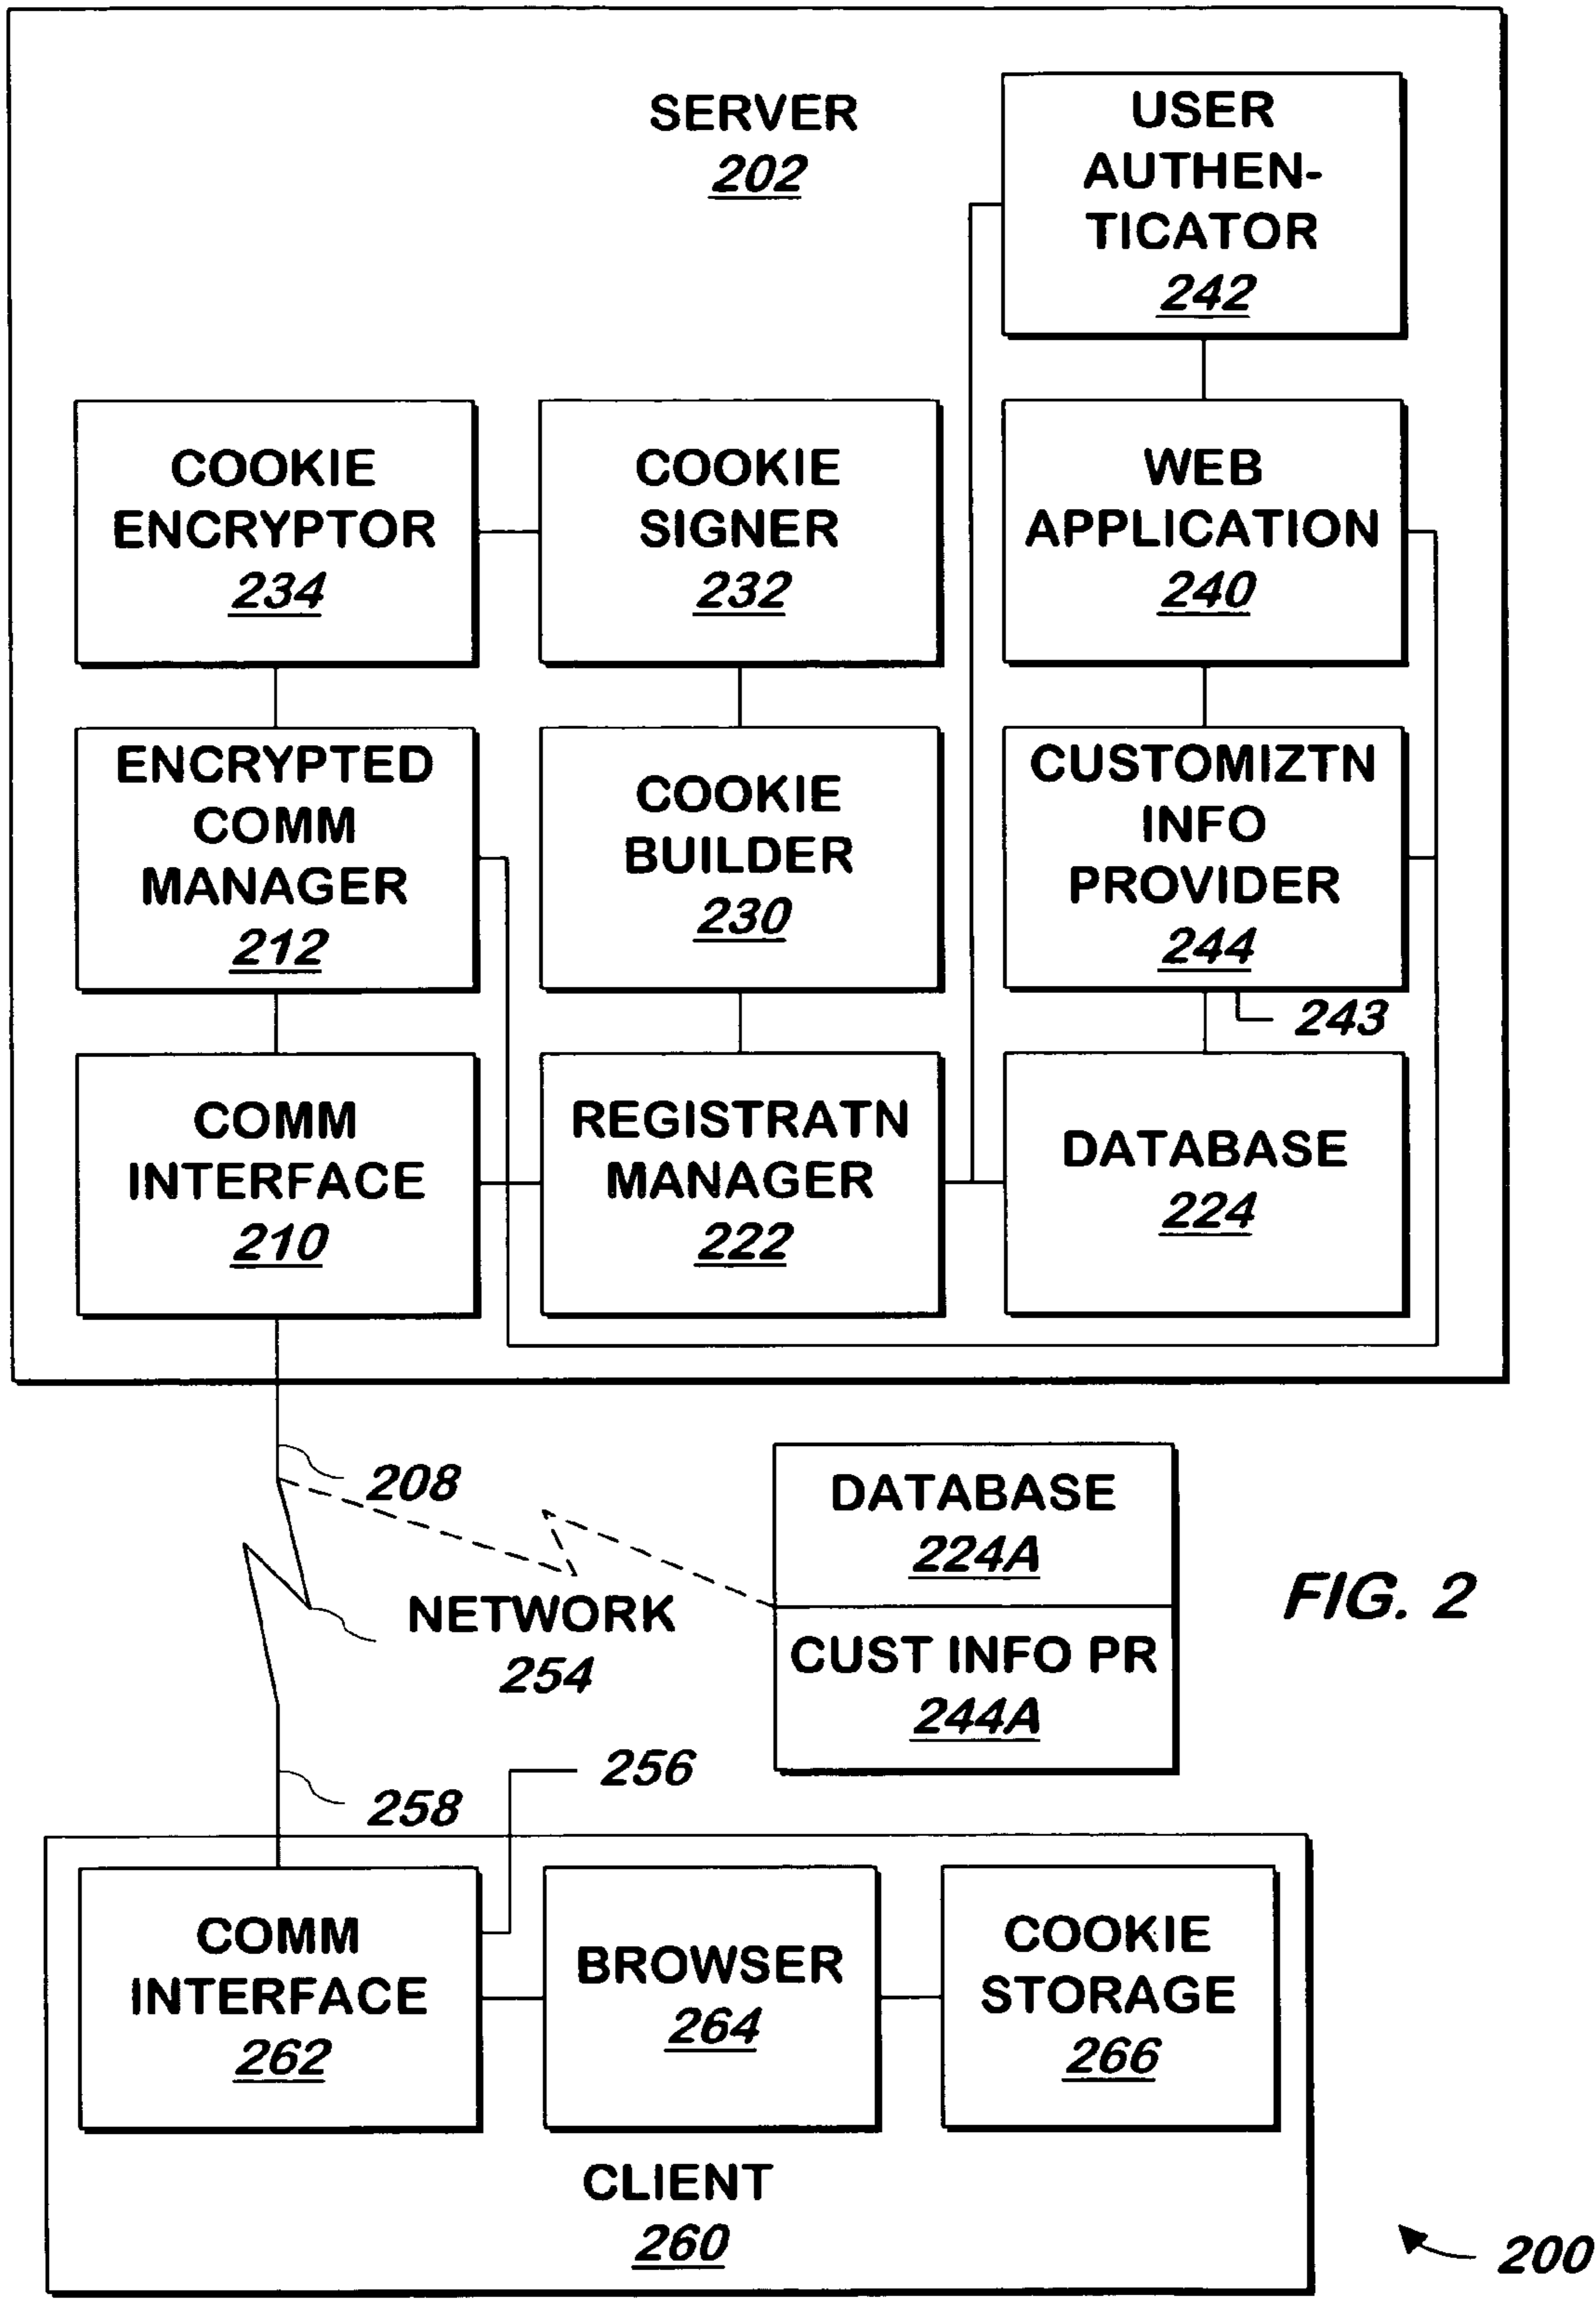 SERVER
202
USER
AUTHEN-
TICATOR
242
COOKIE
ENCRYPTOR
234
COOKIE
SIGNER
232
WEB
APPLICATION
240
ENCRYPTED
COMM
MANAGER
212
COOKIE
BUILDER
230
CUSTOMIZTN
INFO
PROVIDER
244
243
COMM
INTERFACE
210
REGISTRATN
MANAGER
222
DATABASE
224
208
DATABASE
224A
CUST INFO PR
244A
FIG. 2
NETWORK
254
256
258
COMM
INTERFACE
262
BROWSER
264
COOKIE
STORAGE
266
CLIENT
260
200